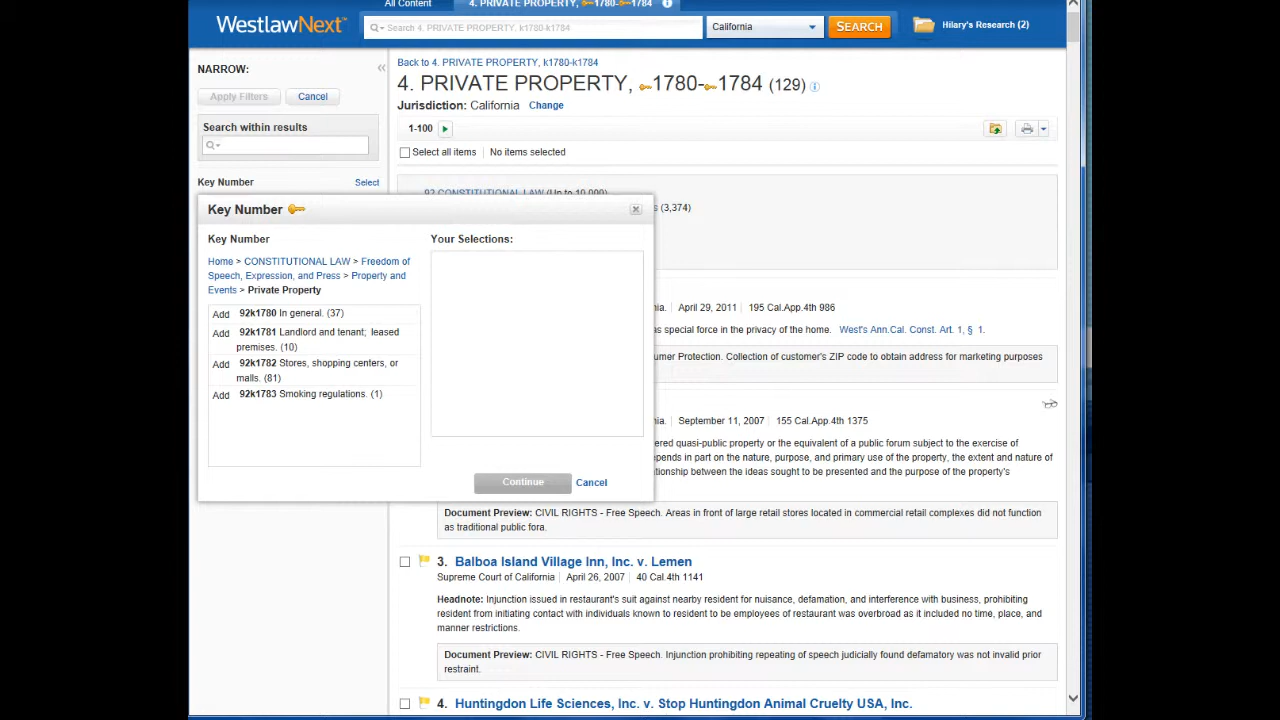 All Content 4. PRIVATE PROPERTY, 1780-1784
WestlawNext™ Search 4. PRIVATE PROPERTY, k1780-k1784 California SEARCH Hilary's Research (2)
NARROW:
Apply Filters Cancel
Search within results
Key Number Select
Back to 4. PRIVATE PROPERTY, k1780-k1784
4. PRIVATE PROPERTY, 1780-1784 (129)
Jurisdiction: California Change
1-100
Select all items No items selected
92 CONSTITUTIONAL LAW (Up to 10,000)
(3,374)
Key Number
Key Number
Home > CONSTITUTIONAL LAW > Freedom of
Speech, Expression, and Press > Property and
Events > Private Property
Add 92k1780 In general. (37)
Add 92k1781 Landlord and tenant; leased
premises. (10)
Add 92k1782 Stores, shopping centers, or
malls. (81)
Add 92k1783 Smoking regulations. (1)
Your Selections:
Continue Cancel
nia. April 29, 2011 195 Cal.App.4th 986
as special force in the privacy of the home. West's Ann.Cal. Const. Art. 1, § 1.
umer Protection. Collection of customer's ZIP code to obtain address for marketing purposes
nia. September 11, 2007 155 Cal.App.4th 1375
ered quasi-public property or the equivalent of a public forum subject to the exercise of
epends in part on the nature, purpose, and primary use of the property, the extent and nature of
lationship between the ideas sought to be presented and the purpose of the property's
Document Preview: CIVIL RIGHTS - Free Speech. Areas in front of large retail stores located in commercial retail complexes did not function
as traditional public fora.
3. Balboa Island Village Inn, Inc. v. Lemen
Supreme Court of California April 26, 2007 40 Cal.4th 1141
Headnote: Injunction issued in restaurant's suit against nearby resident for nuisance, defamation, and interference with business, prohibiting
resident from initiating contact with individuals known to resident to be employees of restaurant was overbroad as it included no time, place, and
manner restrictions.
Document Preview: CIVIL RIGHTS - Free Speech. Injunction prohibiting repeating of speech judicially found defamatory was not invalid prior
restraint.
4. Huntingdon Life Sciences, Inc. v. Stop Huntingdon Animal Cruelty USA, Inc.